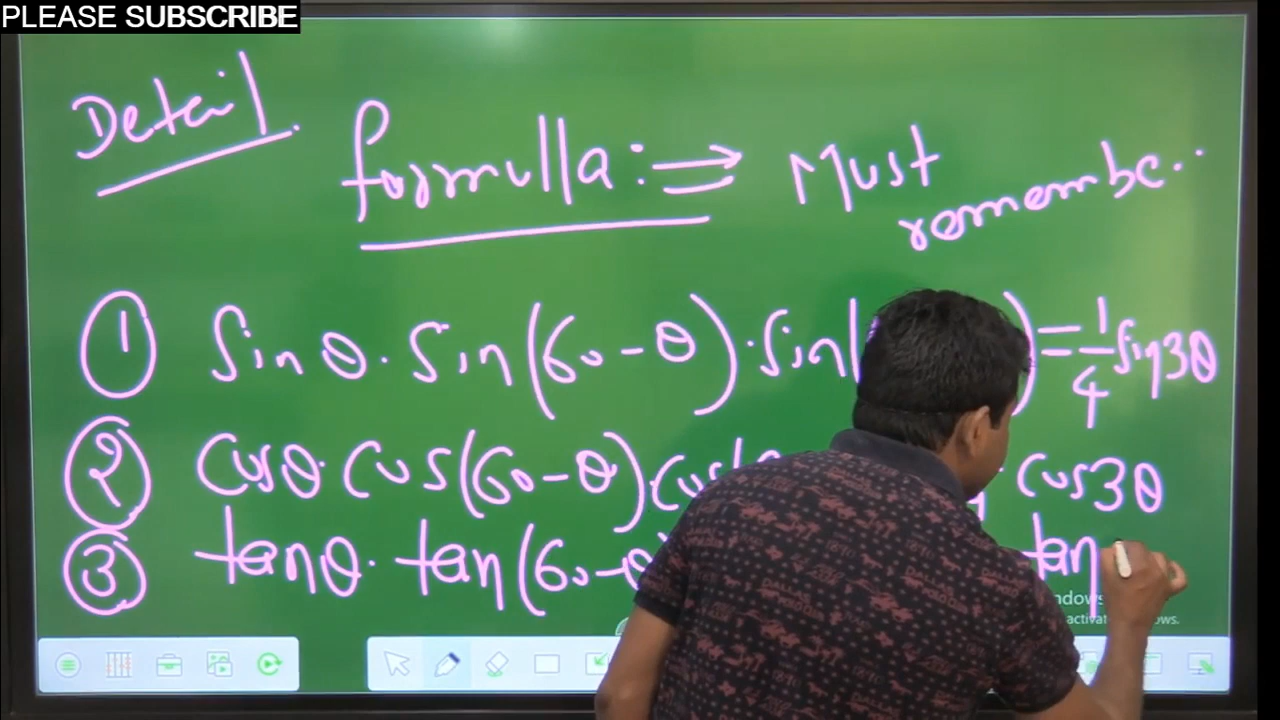 PLEASE SUBSCRIBE
Detail
formulla :⇒ Must
remembe..
① Sin θ · Sin (60 - θ) · Sin( ) = 1/4 Sin 3θ
② Cos θ · Cos (60 - θ) · Cos( Cos 3θ
③ tan θ · tan (60 - θ tan